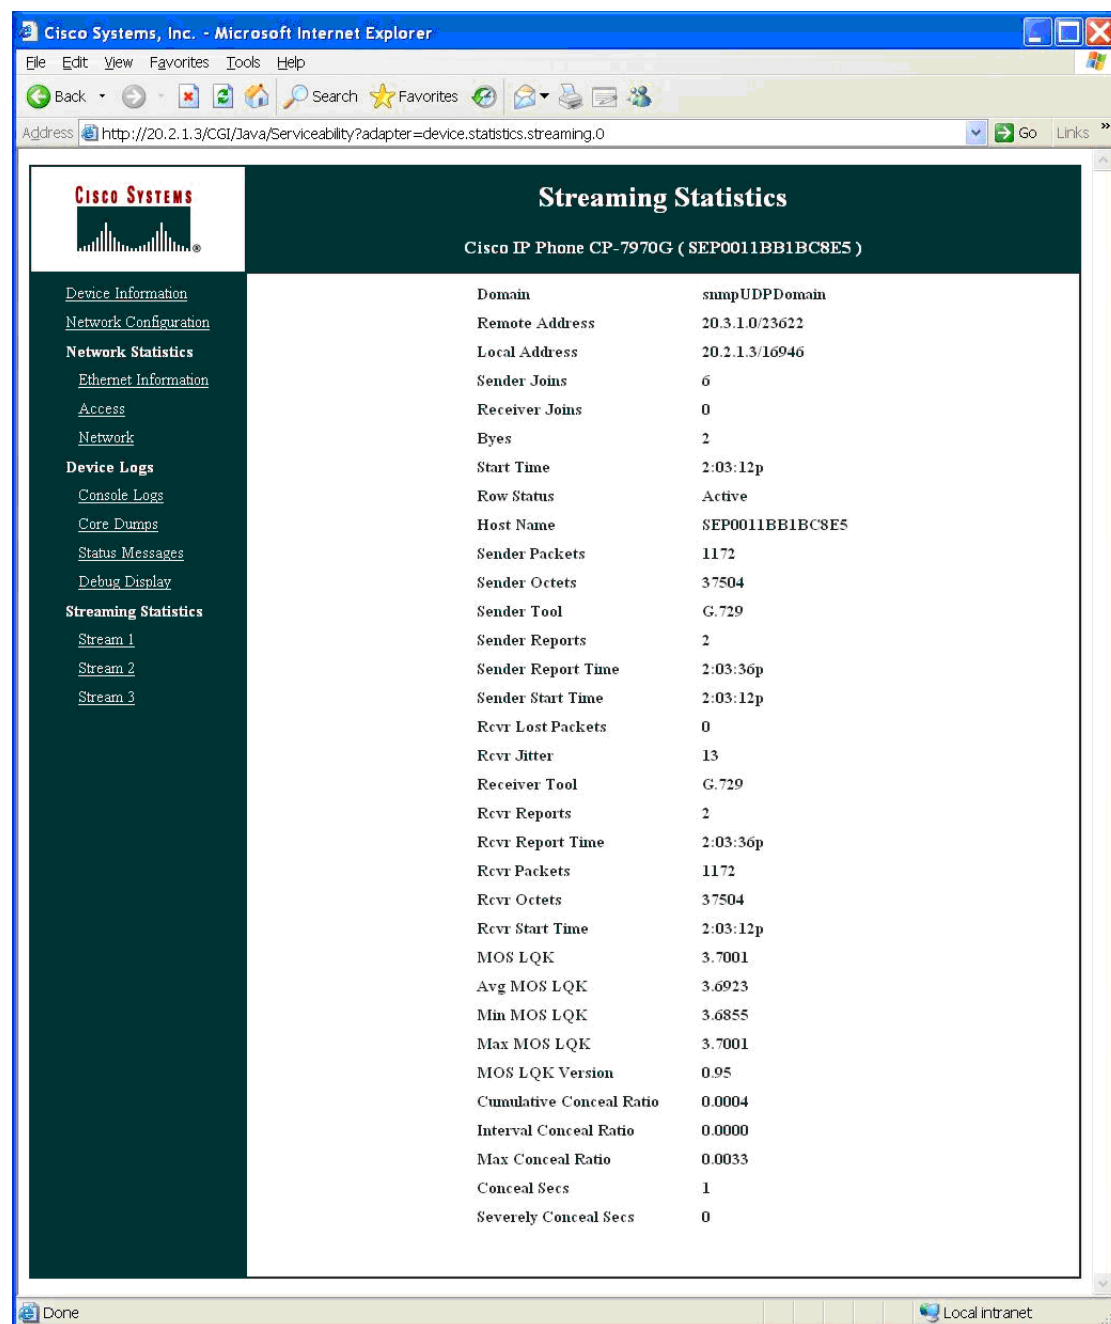 Cisco Systems, Inc. - Microsoft Internet Explorer
File Edit View Favorites Tools Help
Back Search Favorites
Address http://20.2.1.3/CGI/Java/Serviceability?adapter=device.statistics.streaming.0 Go Links »
CISCO SYSTEMS
®
Streaming Statistics
Cisco IP Phone CP-7970G ( SEP0011BB1BC8E5 )
Device Information
Network Configuration
Network Statistics
Ethernet Information
Access
Network
Device Logs
Console Logs
Core Dumps
Status Messages
Debug Display
Streaming Statistics
Stream 1
Stream 2
Stream 3
Domain snmpUDPDomain
Remote Address 20.3.1.0/23622
Local Address 20.2.1.3/16946
Sender Joins 6
Receiver Joins 0
Byes 2
Start Time 2:03:12p
Row Status Active
Host Name SEP0011BB1BC8E5
Sender Packets 1172
Sender Octets 37504
Sender Tool G.729
Sender Reports 2
Sender Report Time 2:03:36p
Sender Start Time 2:03:12p
Rcvr Lost Packets 0
Rcvr Jitter 13
Receiver Tool G.729
Rcvr Reports 2
Rcvr Report Time 2:03:36p
Rcvr Packets 1172
Rcvr Octets 37504
Rcvr Start Time 2:03:12p
MOS LQK 3.7001
Avg MOS LQK 3.6923
Min MOS LQK 3.6855
Max MOS LQK 3.7001
MOS LQK Version 0.95
Cumulative Conceal Ratio 0.0004
Interval Conceal Ratio 0.0000
Max Conceal Ratio 0.0033
Conceal Secs 1
Severely Conceal Secs 0
Done Local intranet